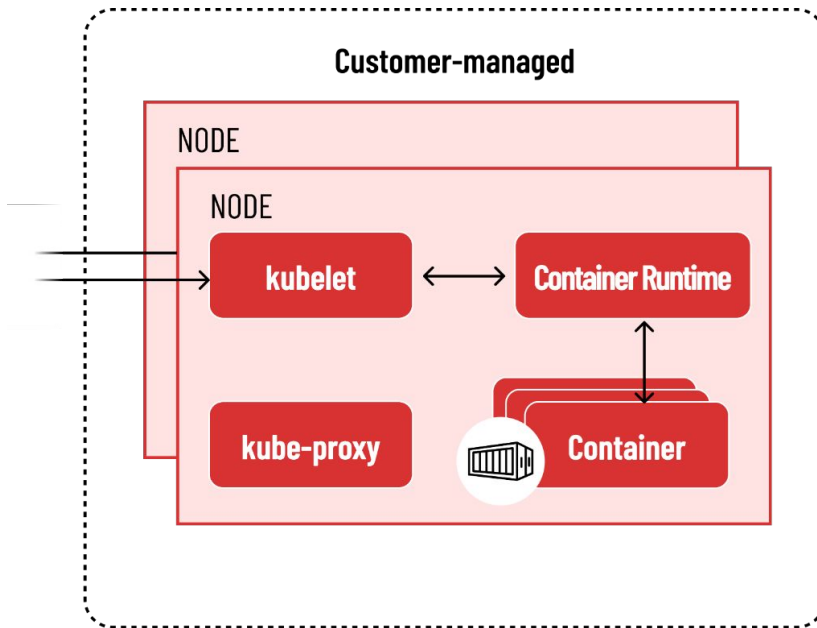 Customer-managed
NODE
NODE
kubelet
Container Runtime
kube-proxy
Container